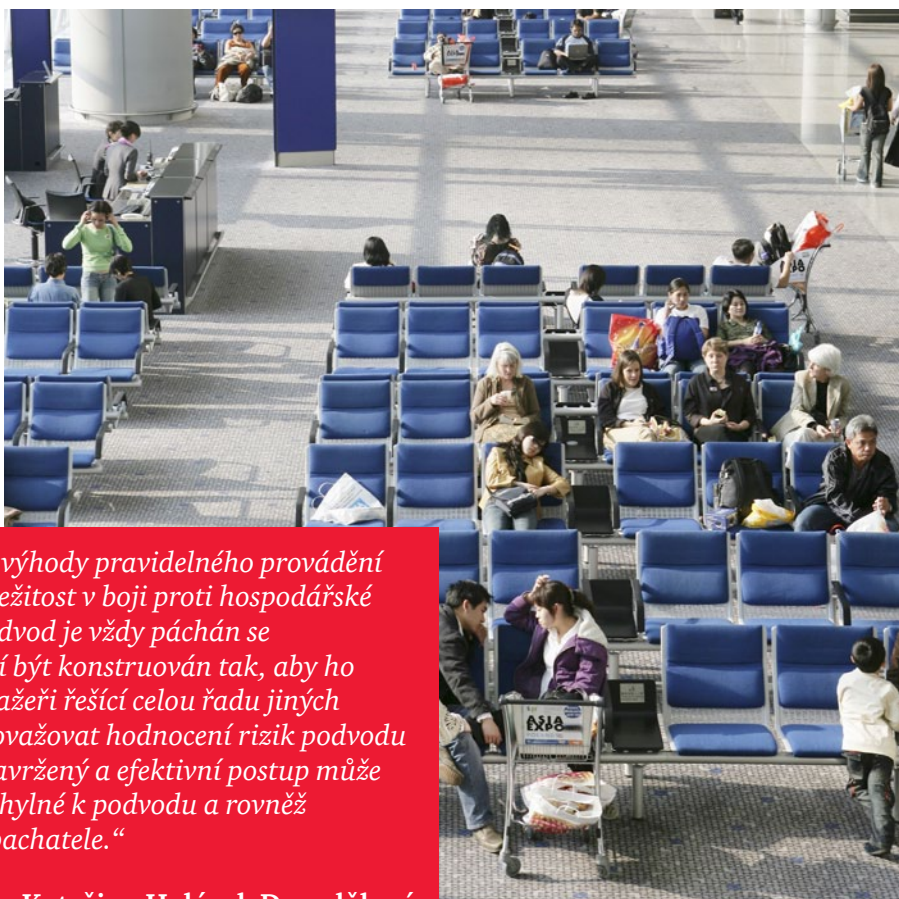 ASIA
EXPO
výhody pravidelného provádění
ežitost v boji proti hospodářské
dvod je vždy páchán se
í být konstruován tak, aby ho
ažeři řešící celou řadu jiných
ovažovat hodnocení rizik podvodu
avržený a efektivní postup může
hylné k podvodu a rovněž
pachatele.“